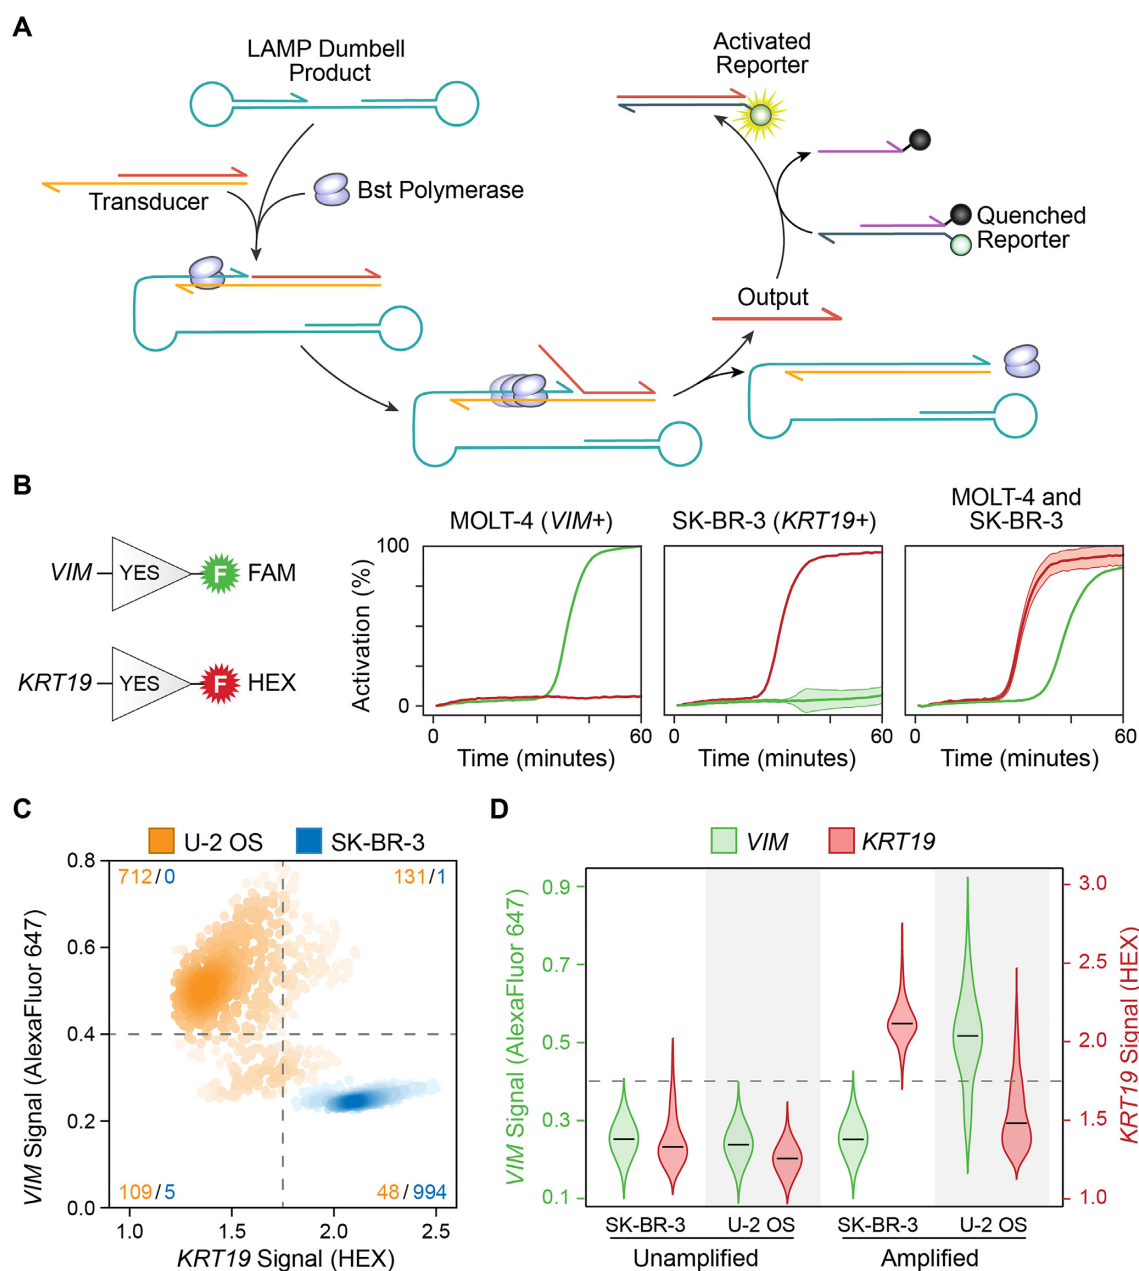 A
LAMP Dumbell
Product
Activated
Reporter
Transducer
Bst Polymerase
Quenched
Reporter
Output
B
VIM
YES
F
FAM
KRT19
YES
F
HEX
MOLT-4 (VIM+)
SK-BR-3 (KRT19+)
MOLT-4 and
SK-BR-3
Activation (%)
100
0
0
60
Time (minutes)
0
60
Time (minutes)
0
60
Time (minutes)
C
U-2 OS
SK-BR-3
VIM Signal (AlexaFluor 647)
0.8
0.6
0.4
0.2
0.0
712/0
131/1
109/5
48/994
1.0
1.5
2.0
2.5
KRT19 Signal (HEX)
D
VIM
KRT19
VIM Signal (AlexaFluor 647)
0.9
0.7
0.5
0.3
0.1
3.0
2.5
2.0
1.5
1.0
KRT19 Signal (HEX)
SK-BR-3
U-2 OS
SK-BR-3
U-2 OS
Unamplified
Amplified